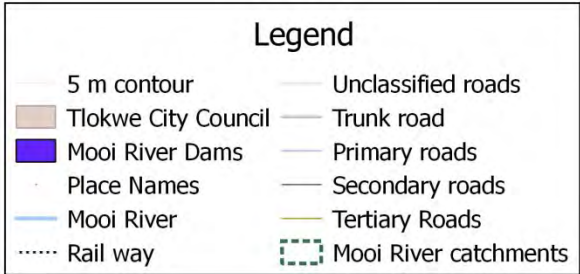 Legend
5 m contour
Tlokwe City Council
Mooi River Dams
Place Names
Mooi River
Rail way
Unclassified roads
Trunk road
Primary roads
Secondary roads
Tertiary Roads
Mooi River catchments